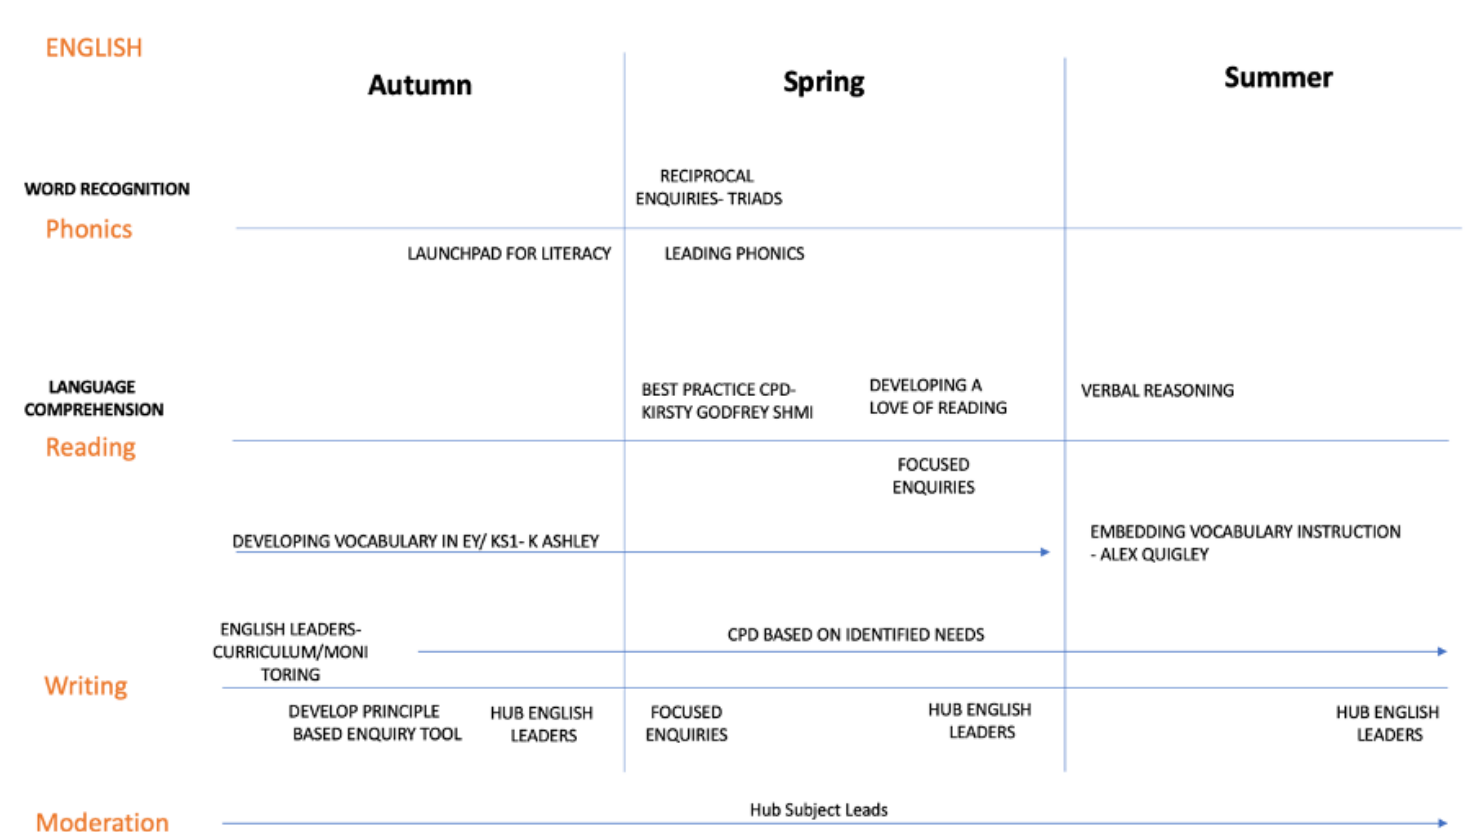 ENGLISH
Autumn
Spring
Summer
WORD RECOGNITION
Phonics
RECIPROCAL
ENQUIRIES- TRIADS
LAUNCHPAD FOR LITERACY
LEADING PHONICS
LANGUAGE
COMPREHENSION
Reading
BEST PRACTICE CPD-
KIRSTY GODFREY SHMI
DEVELOPING A
LOVE OF READING
VERBAL REASONING
FOCUSED
ENQUIRIES
DEVELOPING VOCABULARY IN EY/ KS1- K ASHLEY
EMBEDDING VOCABULARY INSTRUCTION
- ALEX QUIGLEY
ENGLISH LEADERS-
CURRICULUM/MONI
TORING
CPD BASED ON IDENTIFIED NEEDS
Writing
DEVELOP PRINCIPLE
BASED ENQUIRY TOOL
HUB ENGLISH
LEADERS
FOCUSED
ENQUIRIES
HUB ENGLISH
LEADERS
HUB ENGLISH
LEADERS
Moderation
Hub Subject Leads